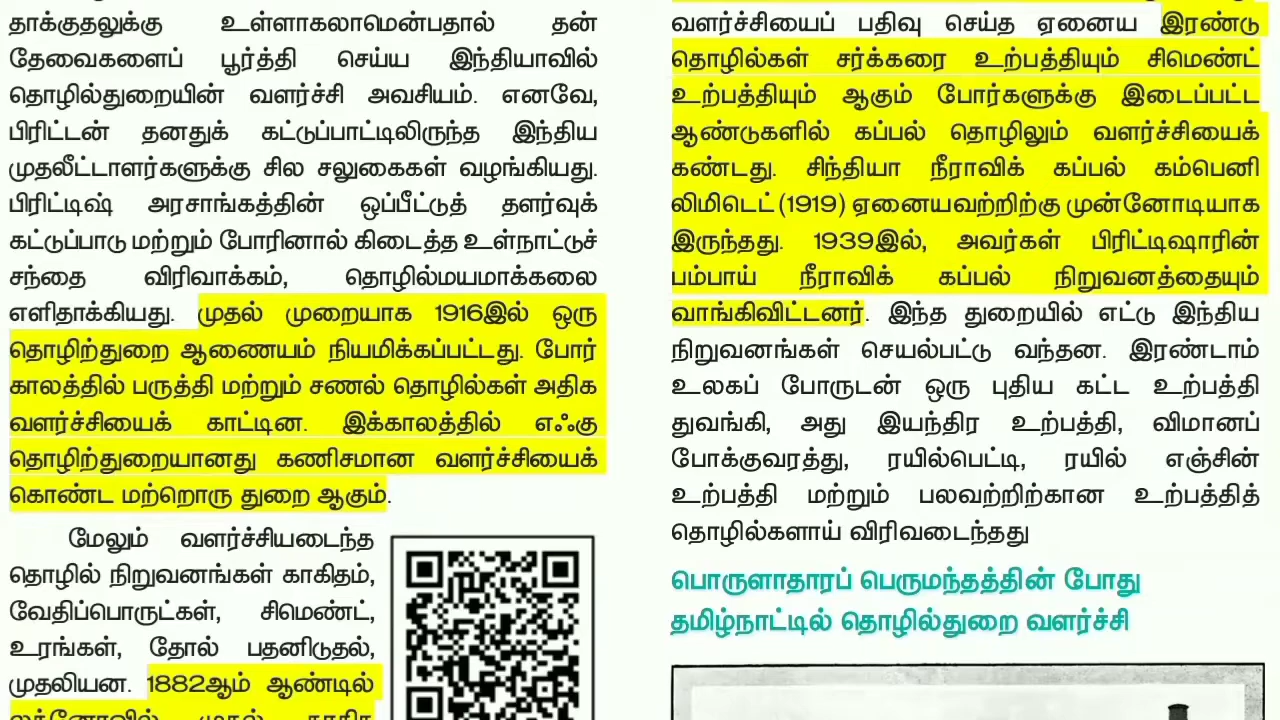 தாக்குதலுக்கு உள்ளாகலாமென்பதால் தன்
தேவைகளைப் பூர்த்தி செய்ய இந்தியாவில்
தொழில்துறையின் வளர்ச்சி அவசியம். எனவே,
பிரிட்டன் தனதுக் கட்டுப்பாட்டிலிருந்த இந்திய
முதலீட்டாளர்களுக்கு சில சலுகைகள் வழங்கியது.
பிரிட்டிஷ் அரசாங்கத்தின் ஒப்பீட்டுத் தளர்வுக்
கட்டுப்பாடு மற்றும் போரினால் கிடைத்த உள்நாட்டுச்
சந்தை விரிவாக்கம், தொழில்மயமாக்கலை
எளிதாக்கியது. முதல் முறையாக 1916இல் ஒரு
தொழிற்துறை ஆணையம் நியமிக்கப்பட்டது. போர்
காலத்தில் பருத்தி மற்றும் சணல் தொழில்கள் அதிக
வளர்ச்சியைக் காட்டின. இக்காலத்தில் எஃகு
தொழிற்துறையானது கணிசமான வளர்ச்சியைக்
கொண்ட மற்றொரு துறை ஆகும்.
மேலும் வளர்ச்சியடைந்த
தொழில் நிறுவனங்கள் காகிதம்,
வேதிப்பொருட்கள், சிமெண்ட்,
உரங்கள், தோல் பதனிடுதல்,
முதலியன. 1882ஆம் ஆண்டில்
லக்னோவில் முதல் காகித
வளர்ச்சியைப் பதிவு செய்த ஏனைய இரண்டு
தொழில்கள் சர்க்கரை உற்பத்தியும் சிமெண்ட்
உற்பத்தியும் ஆகும் போர்களுக்கு இடைப்பட்ட
ஆண்டுகளில் கப்பல் தொழிலும் வளர்ச்சியைக்
கண்டது. சிந்தியா நீராவிக் கப்பல் கம்பெனி
லிமிடெட் (1919) ஏனையவற்றிற்கு முன்னோடியாக
இருந்தது. 1939இல், அவர்கள் பிரிட்டிஷாரின்
பம்பாய் நீராவிக் கப்பல் நிறுவனத்தையும்
வாங்கிவிட்டனர். இந்த துறையில் எட்டு இந்திய
நிறுவனங்கள் செயல்பட்டு வந்தன. இரண்டாம்
உலகப் போருடன் ஒரு புதிய கட்ட உற்பத்தி
துவங்கி, அது இயந்திர உற்பத்தி, விமானப்
போக்குவரத்து, ரயில்பெட்டி, ரயில் எஞ்சின்
உற்பத்தி மற்றும் பலவற்றிற்கான உற்பத்தித்
தொழில்களாய் விரிவடைந்தது
பொருளாதாரப் பெருமந்தத்தின் போது
தமிழ்நாட்டில் தொழில்துறை வளர்ச்சி